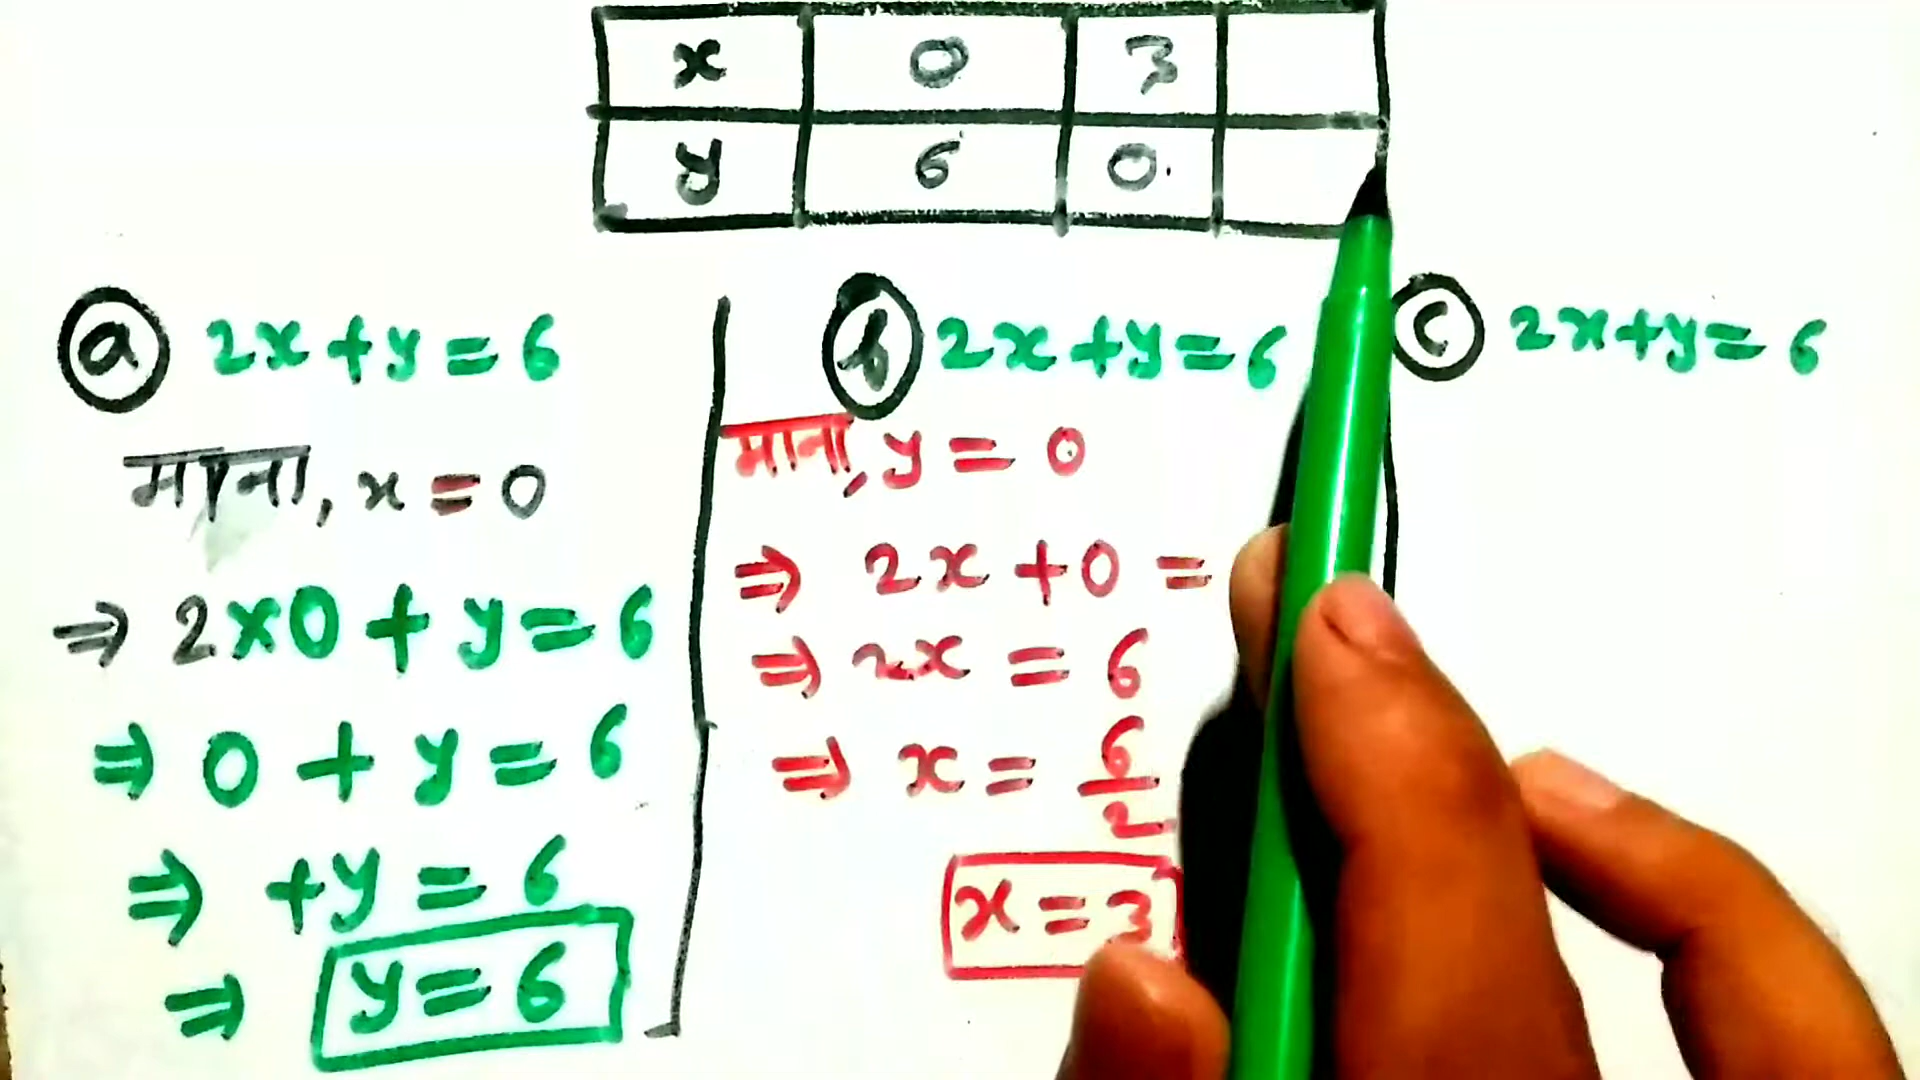 x 0 3
y 6 0
a 2x+y=6
माना, x=0
⇒ 2×0+y=6
⇒ 0+y=6
⇒ +y=6
⇒ y=6
b 2x+y=6
माना, y=0
⇒ 2x+0=
⇒ 2x=6
⇒ x=6/2
x=3
c 2x+y=6